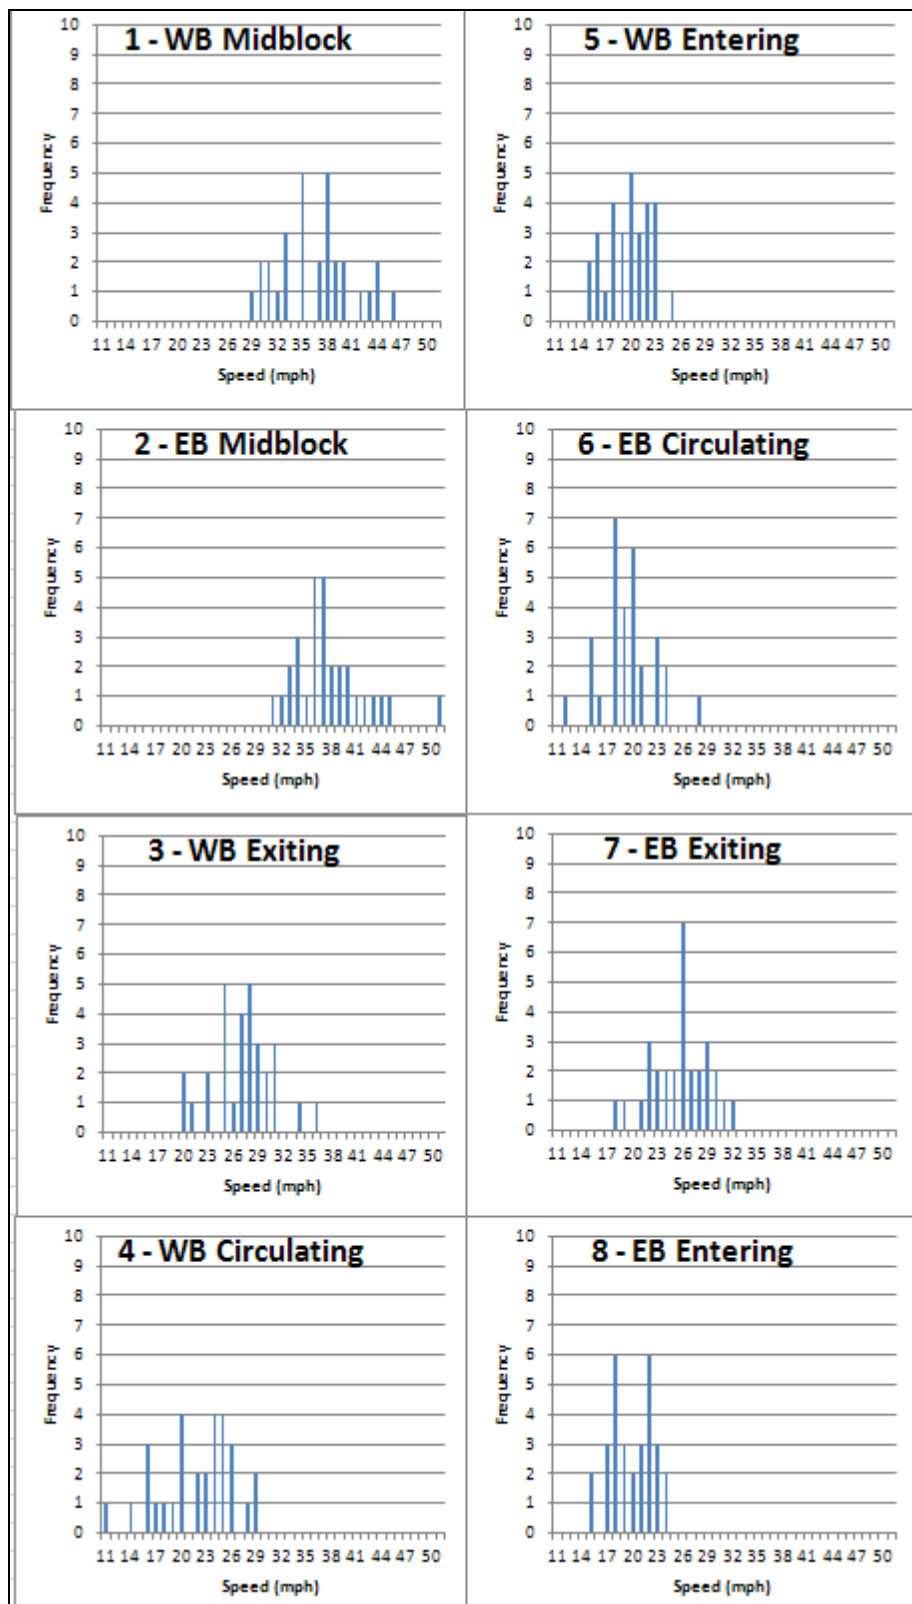 1 - WB Midblock
10
9
8
7
6
5
4
3
2
1
0
Frequency
11 14 17 20 23 26 29 32 35 38 41 44 47 50
Speed (mph)
5 - WB Entering
10
9
8
7
6
5
4
3
2
1
0
Frequency
11 14 17 20 23 26 29 32 35 38 41 44 47 50
Speed (mph)
2 - EB Midblock
10
9
8
7
6
5
4
3
2
1
0
Frequency
11 14 17 20 23 26 29 32 35 38 41 44 47 50
Speed (mph)
6 - EB Circulating
10
9
8
7
6
5
4
3
2
1
0
Frequency
11 14 17 20 23 26 29 32 35 38 41 44 47 50
Speed (mph)
3 - WB Exiting
10
9
8
7
6
5
4
3
2
1
0
Frequency
11 14 17 20 23 26 29 32 35 38 41 44 47 50
Speed (mph)
7 - EB Exiting
10
9
8
7
6
5
4
3
2
1
0
Frequency
11 14 17 20 23 26 29 32 35 38 41 44 47 50
Speed (mph)
4 - WB Circulating
10
9
8
7
6
5
4
3
2
1
0
Frequency
11 14 17 20 23 26 29 32 35 38 41 44 47 50
Speed (mph)
8 - EB Entering
10
9
8
7
6
5
4
3
2
1
0
Frequency
11 14 17 20 23 26 29 32 35 38 41 44 47 50
Speed (mph)